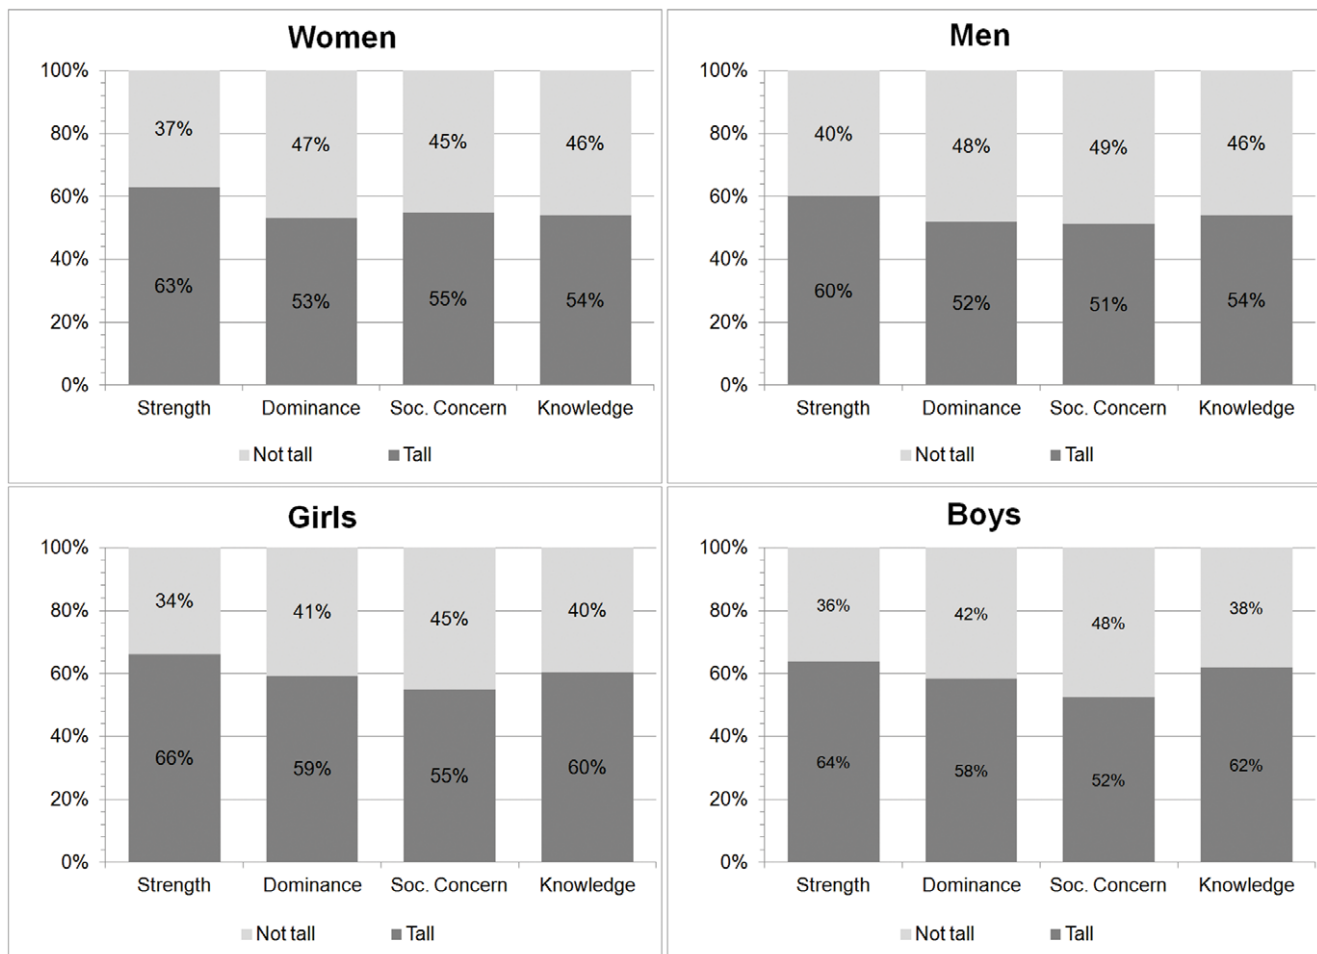 Women
100%
80%
60%
40%
20%
0%
37%
47%
45%
46%
63%
53%
55%
54%
Strength
Dominance
Soc. Concern
Knowledge
Not tall
Tall
Men
100%
80%
60%
40%
20%
0%
40%
48%
49%
46%
60%
52%
51%
54%
Strength
Dominance
Soc. Concern
Knowledge
Not tall
Tall
Girls
100%
80%
60%
40%
20%
0%
34%
41%
45%
40%
66%
59%
55%
60%
Strength
Dominance
Soc. Concern
Knowledge
Not tall
Tall
Boys
100%
80%
60%
40%
20%
0%
36%
42%
48%
38%
64%
58%
52%
62%
Strength
Dominance
Soc. Concern
Knowledge
Not tall
Tall